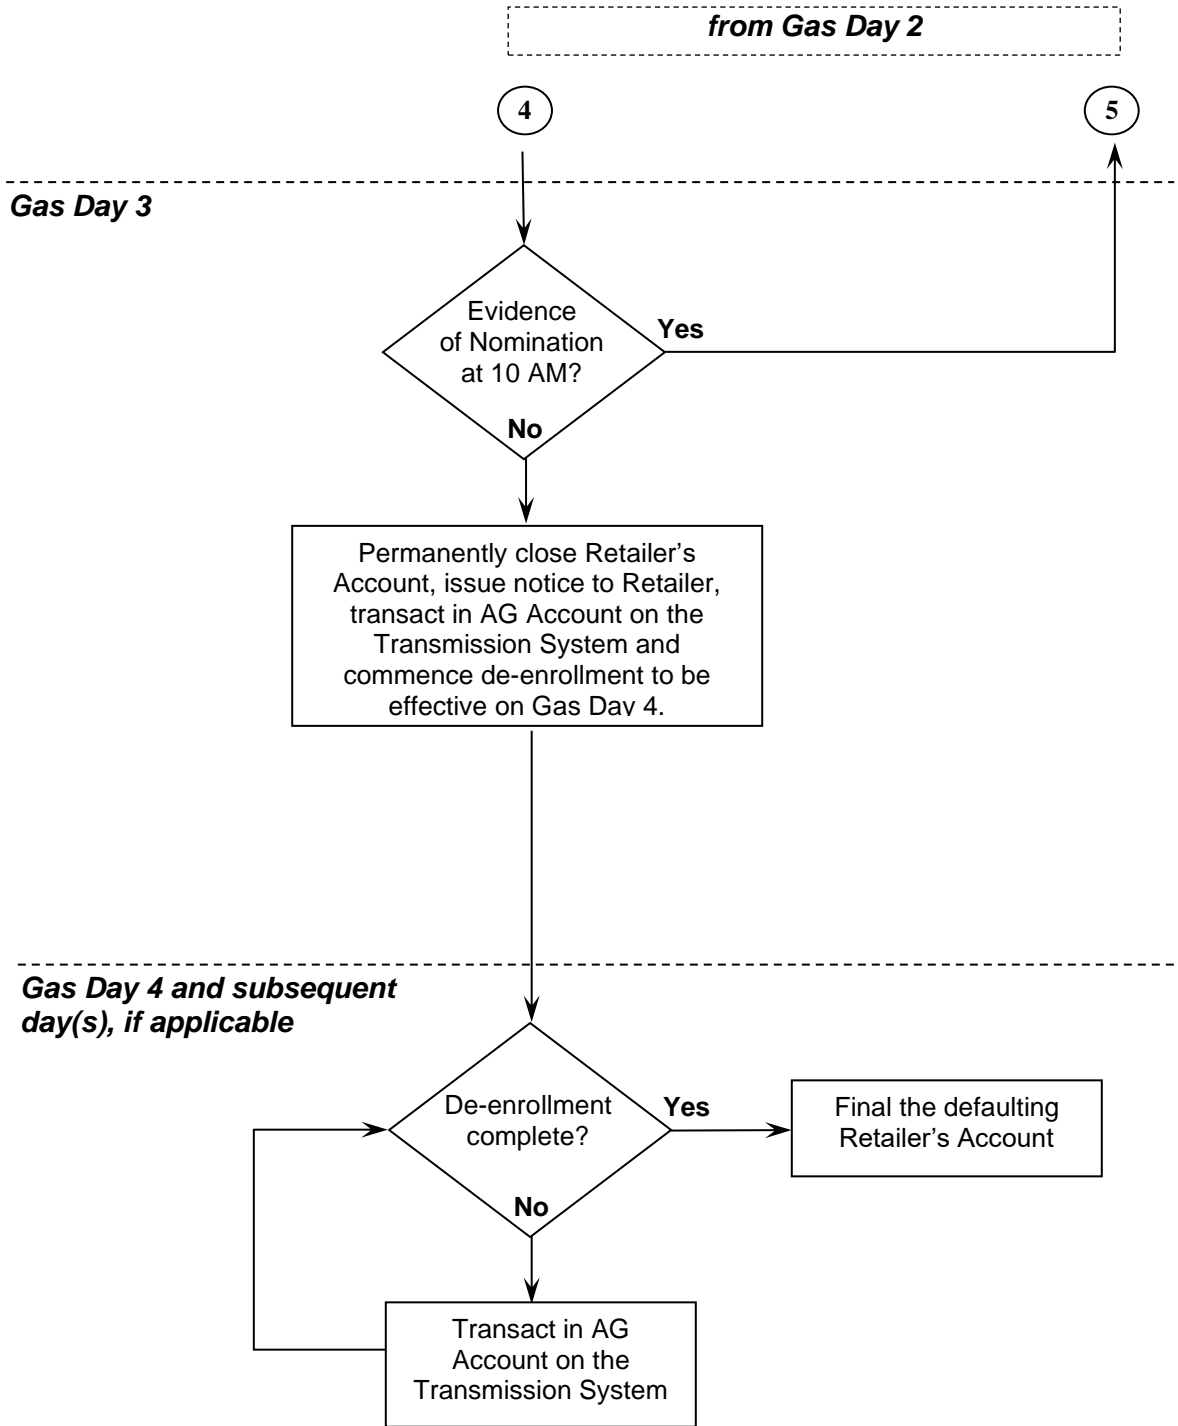 from Gas Day 2
4
5
Gas Day 3
Evidence
of Nomination
at 10 AM?
Yes
No
Permanently close Retailer’s
Account, issue notice to Retailer,
transact in AG Account on the
Transmission System and
commence de-enrollment to be
effective on Gas Day 4.
Gas Day 4 and subsequent
day(s), if applicable
De-enrollment
complete?
Yes
Final the defaulting
Retailer’s Account
No
Transact in AG
Account on the
Transmission System